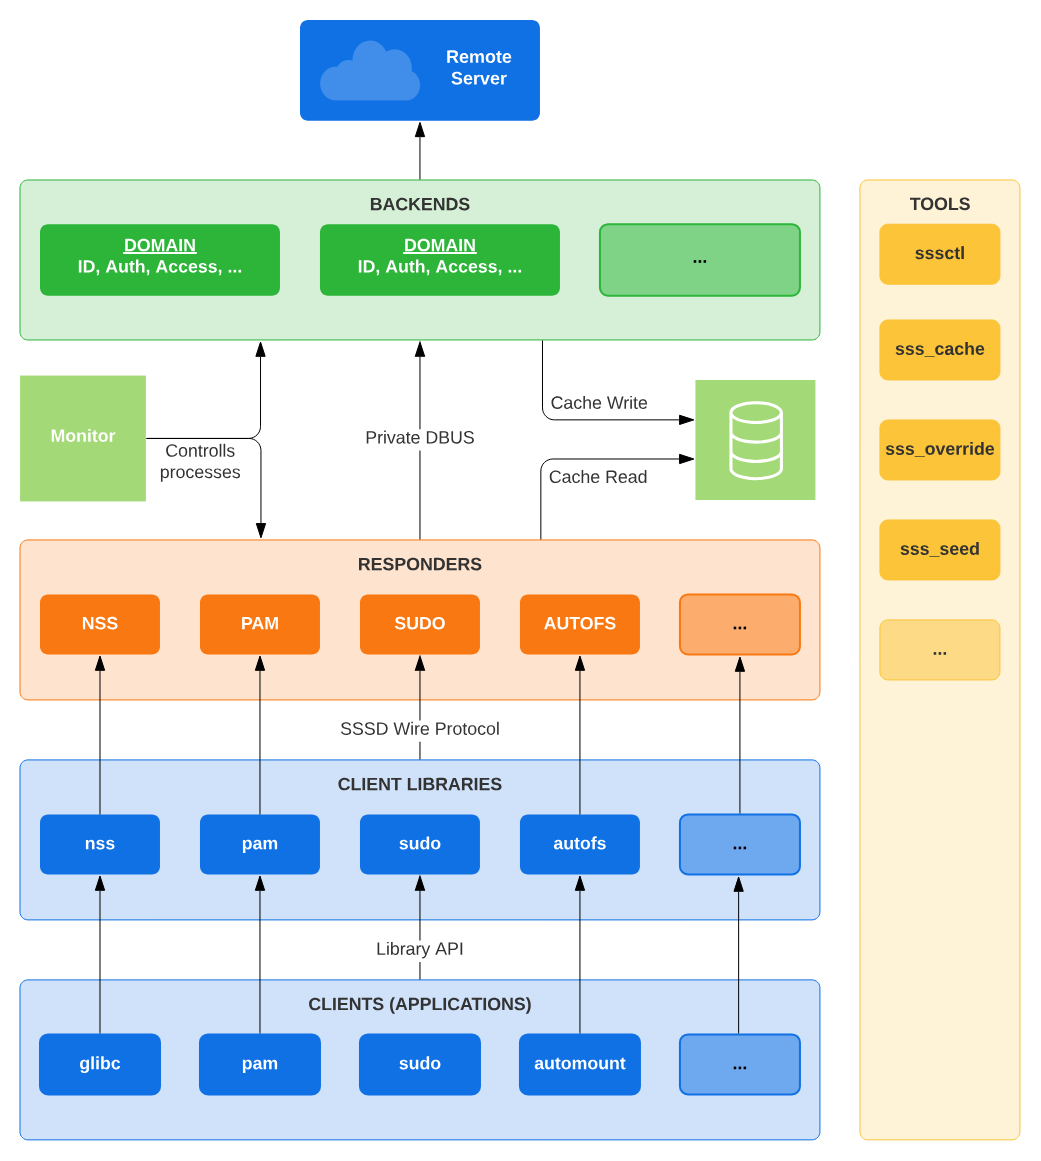 Remote
Server
BACKENDS
DOMAIN
ID, Auth, Access, ...
DOMAIN
ID, Auth, Access, ...
...
Monitor
Controlls
processes
Private DBUS
Cache Write
Cache Read
RESPONDERS
NSS
PAM
SUDO
AUTOFS
...
SSSD Wire Protocol
CLIENT LIBRARIES
nss
pam
sudo
autofs
...
Library API
CLIENTS (APPLICATIONS)
glibc
pam
sudo
automount
...
TOOLS
sssctl
sss_cache
sss_override
sss_seed
...